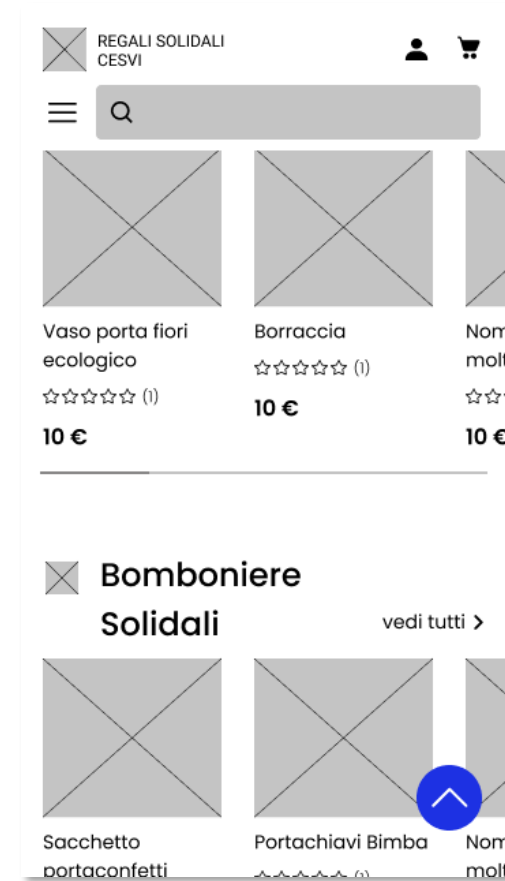 REGALI SOLIDALI
CESVI
Vaso porta fiori
ecologico
(1)
10 €
Borraccia
(1)
10 €
10 €
Bomboniere
Solidali
vedi tutti
Sacchetto
portaconfetti
Portachiavi Bimba
(1)